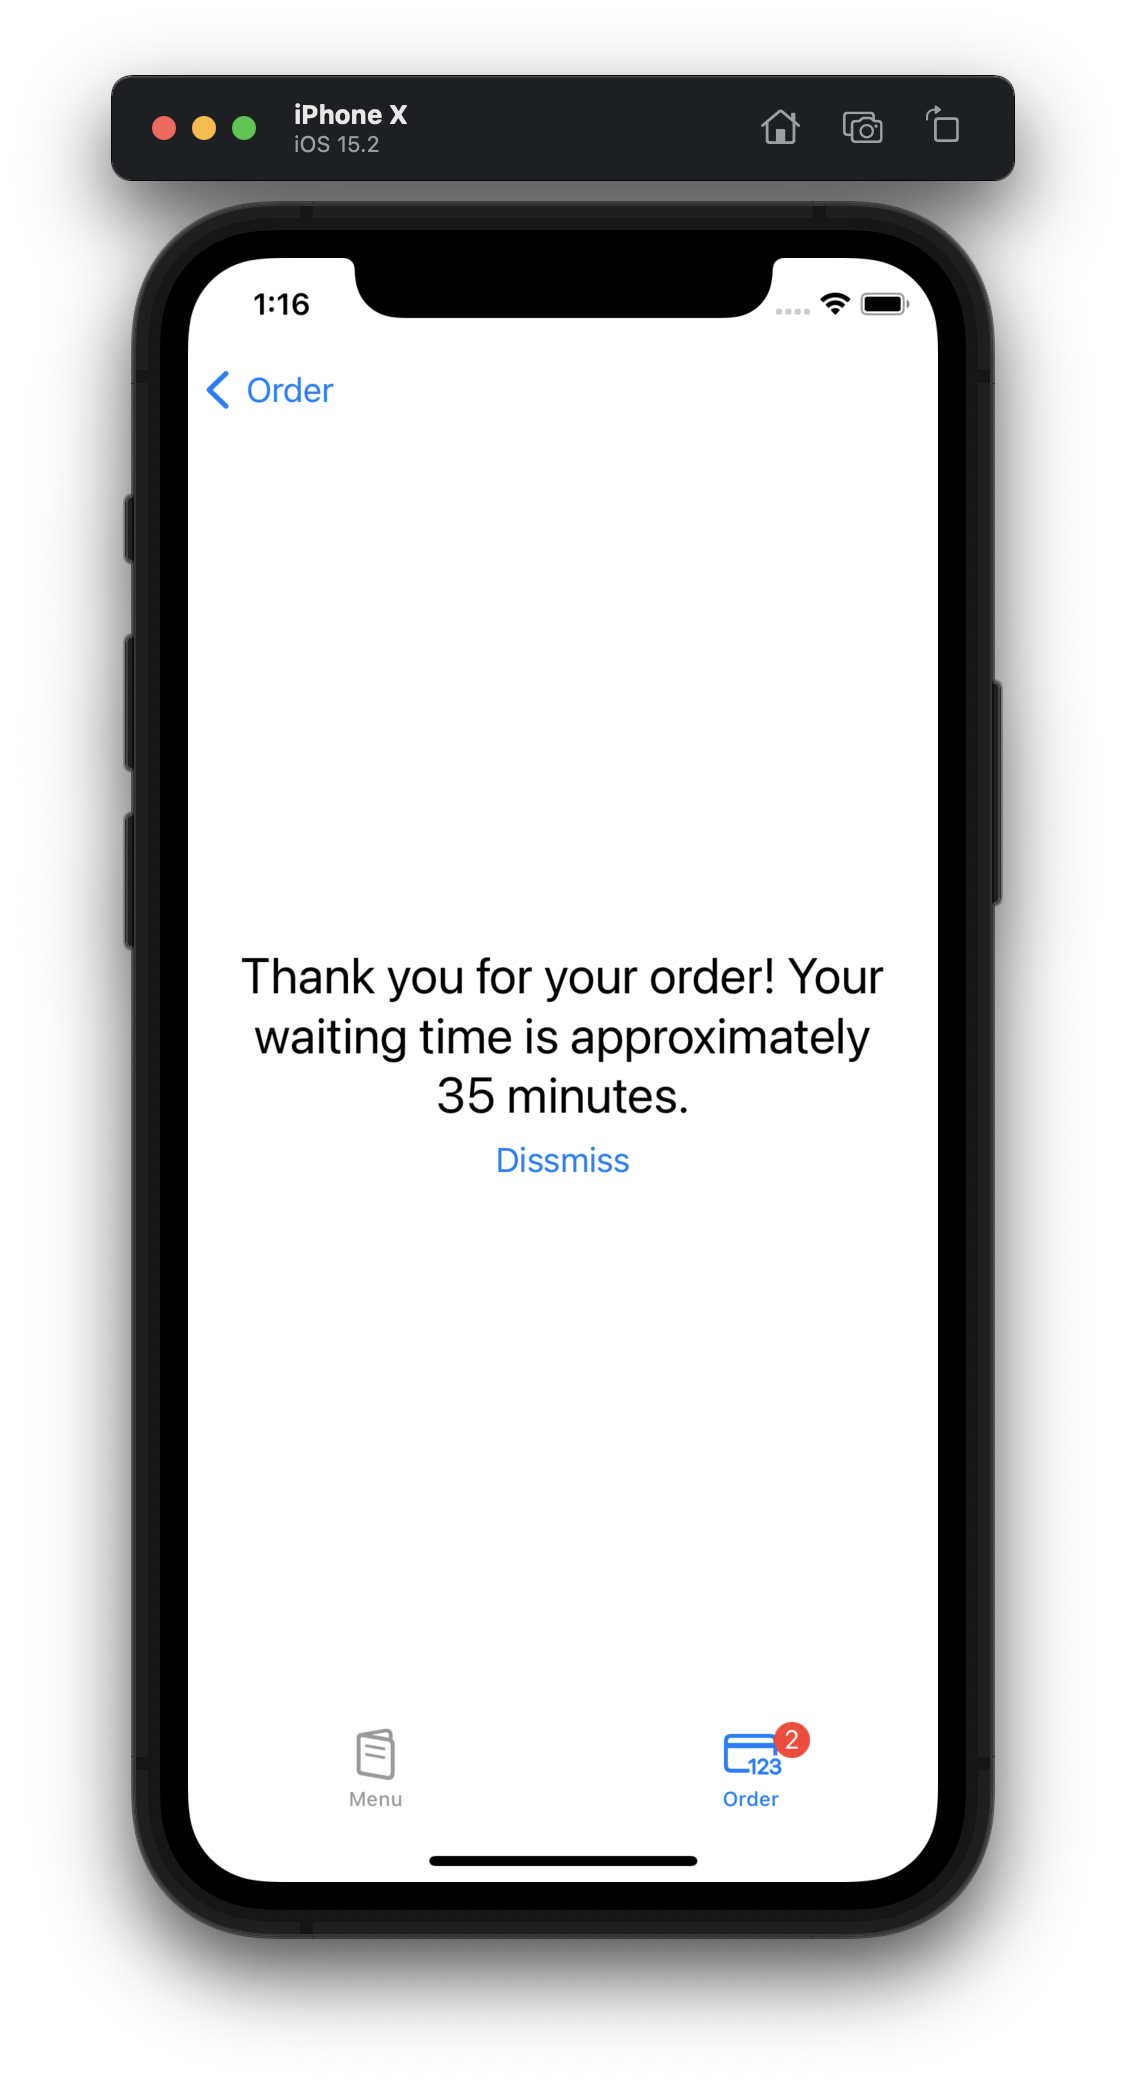 iPhone X
iOS 15.2
1:16
Order
Thank you for your order! Your
waiting time is approximately
35 minutes.
Dissmiss
2
123
Menu
Order